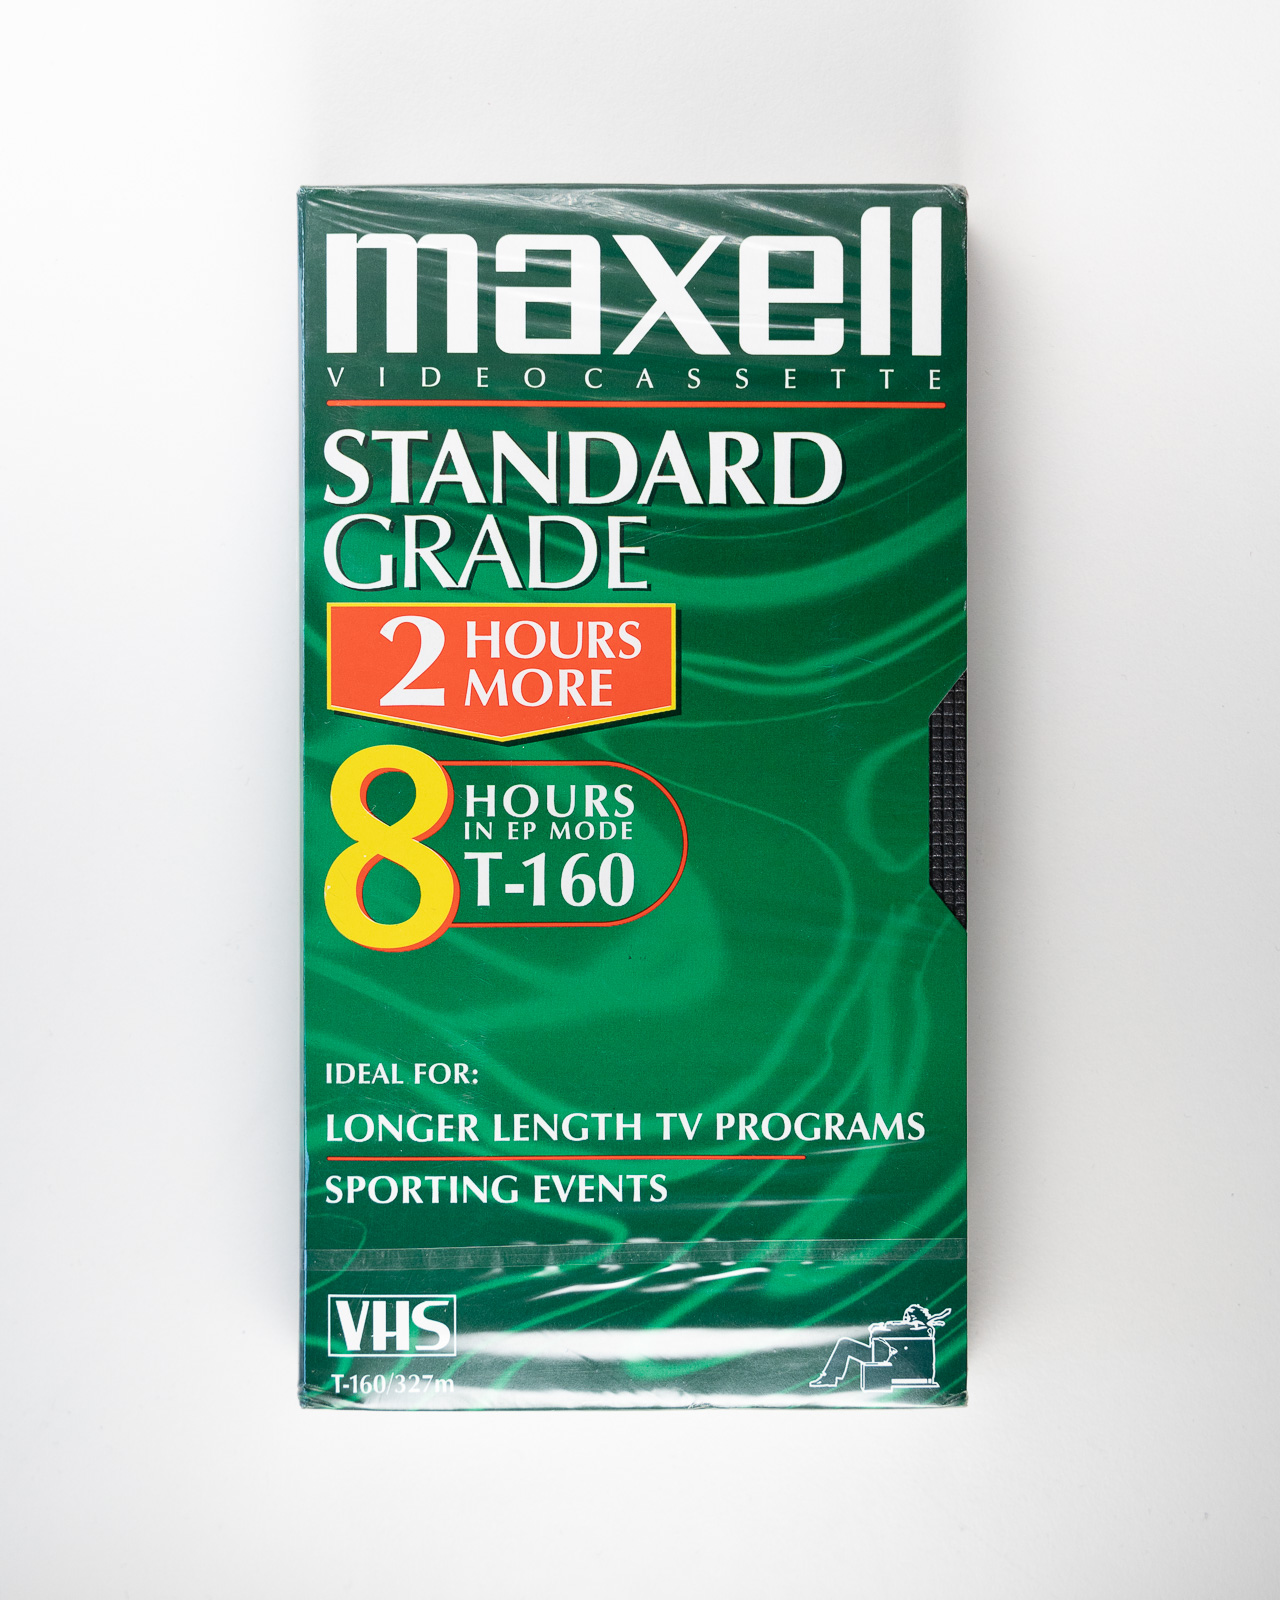 maxell
VIDEOCASSETTE
STANDARD
GRADE
2 HOURS
MORE
8 HOURS
IN EP MODE
T-160
IDEAL FOR:
LONGER LENGTH TV PROGRAMS
SPORTING EVENTS
VHS
T-160/327m